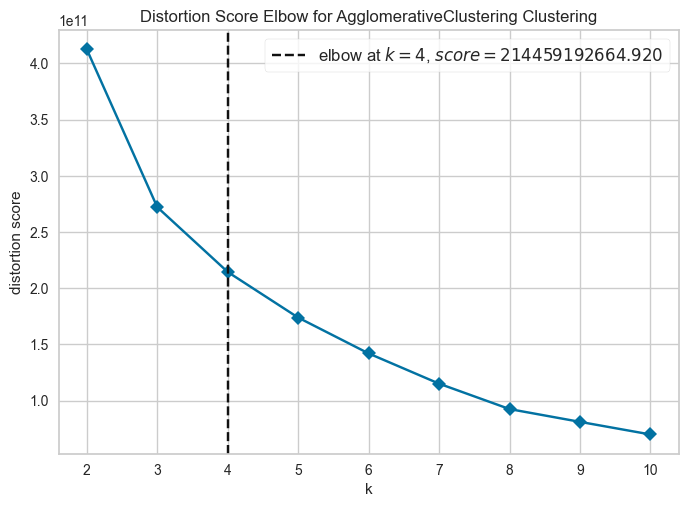 Distortion Score Elbow for AgglomerativeClustering Clustering
1e11
elbow at k = 4, score = 214459192664.920
4.0
3.5
3.0
2.5
2.0
1.5
1.0
distortion score
2 3 4 5 6 7 8 9 10
k